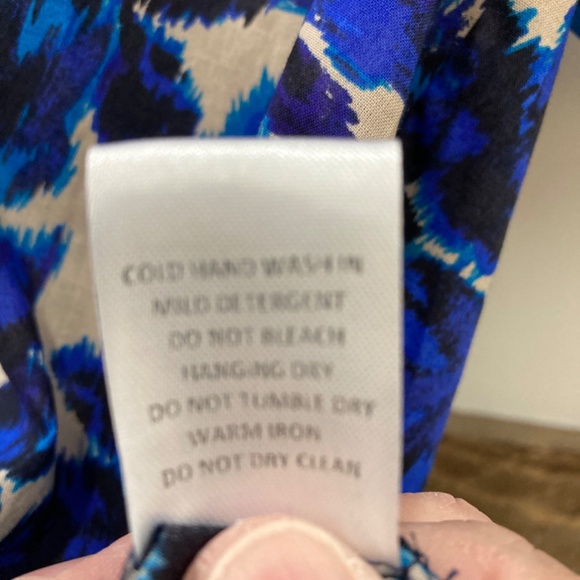 COLD HAND WASH IN
MILD DETERGENT
DO NOT BLEACH
HANGING DRY
DO NOT TUMBLE DRY
WARM IRON
DO NOT DRY CLEAN